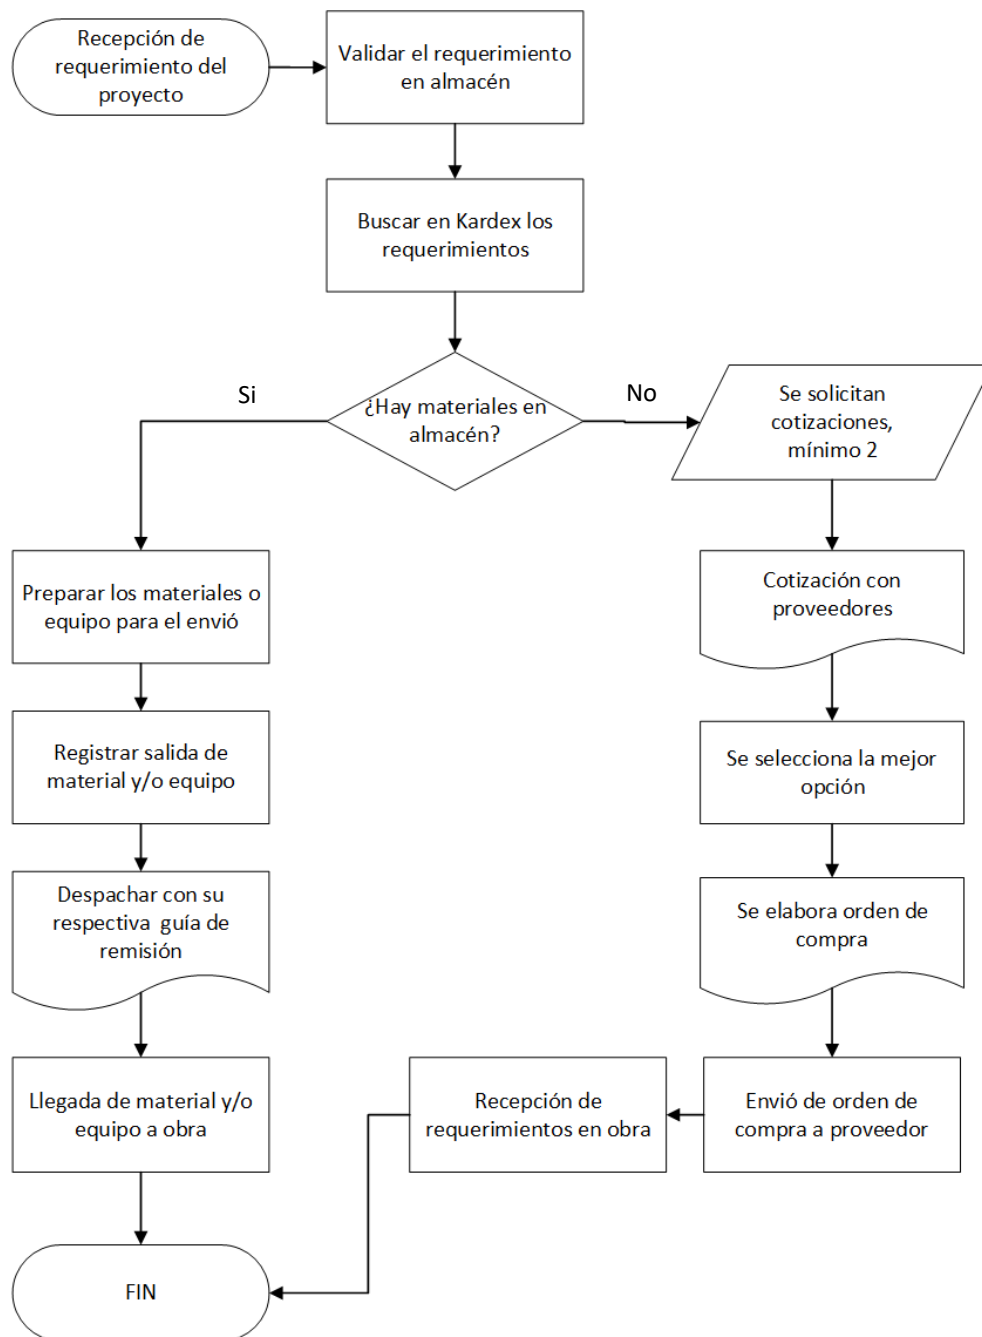 Recepción de
requerimiento del
proyecto
Validar el requerimiento
en almacén
Buscar en Kardex los
requerimientos
¿Hay materiales en
almacén?
Si
No
Se solicitan
cotizaciones,
mínimo 2
Preparar los materiales o
equipo para el envió
Registrar salida de
material y/o equipo
Despachar con su
respectiva guía de
remisión
Llegada de material y/o
equipo a obra
Cotización con
proveedores
Se selecciona la mejor
opción
Se elabora orden de
compra
Envió de orden de
compra a proveedor
Recepción de
requerimientos en obra
FIN